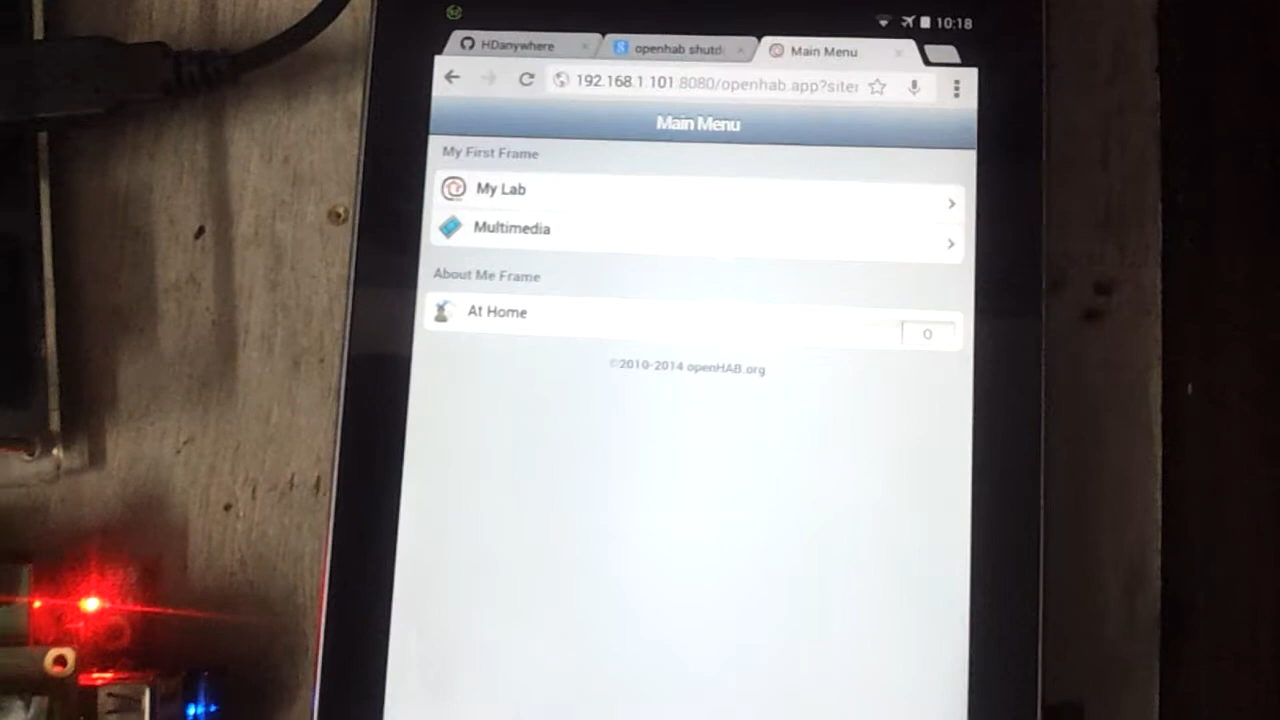 10:18
HDanywhere
openhab shutd
Main Menu
192.168.1.101:8080/openhab.app?siter
Main Menu
My First Frame
My Lab
Multimedia
About Me Frame
At Home
0
©2010-2014 openHAB.org